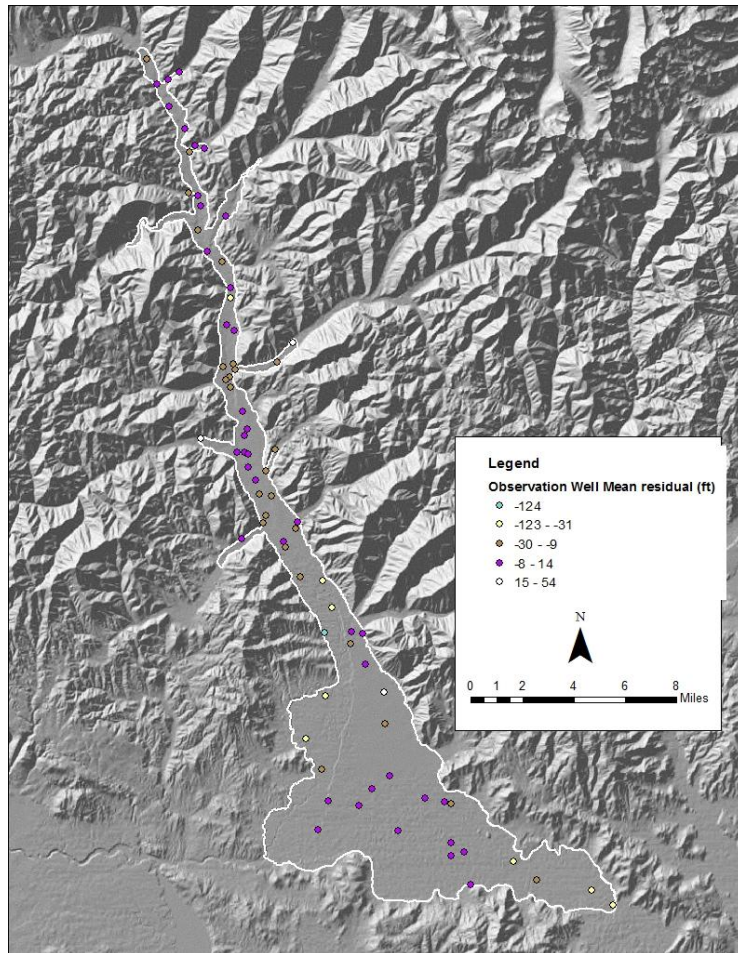 Legend
Observation Well Mean residual (ft)
-124
-123 - -31
-30 - -9
-8 - 14
15 - 54
N
0 2 4 6 8
Miles